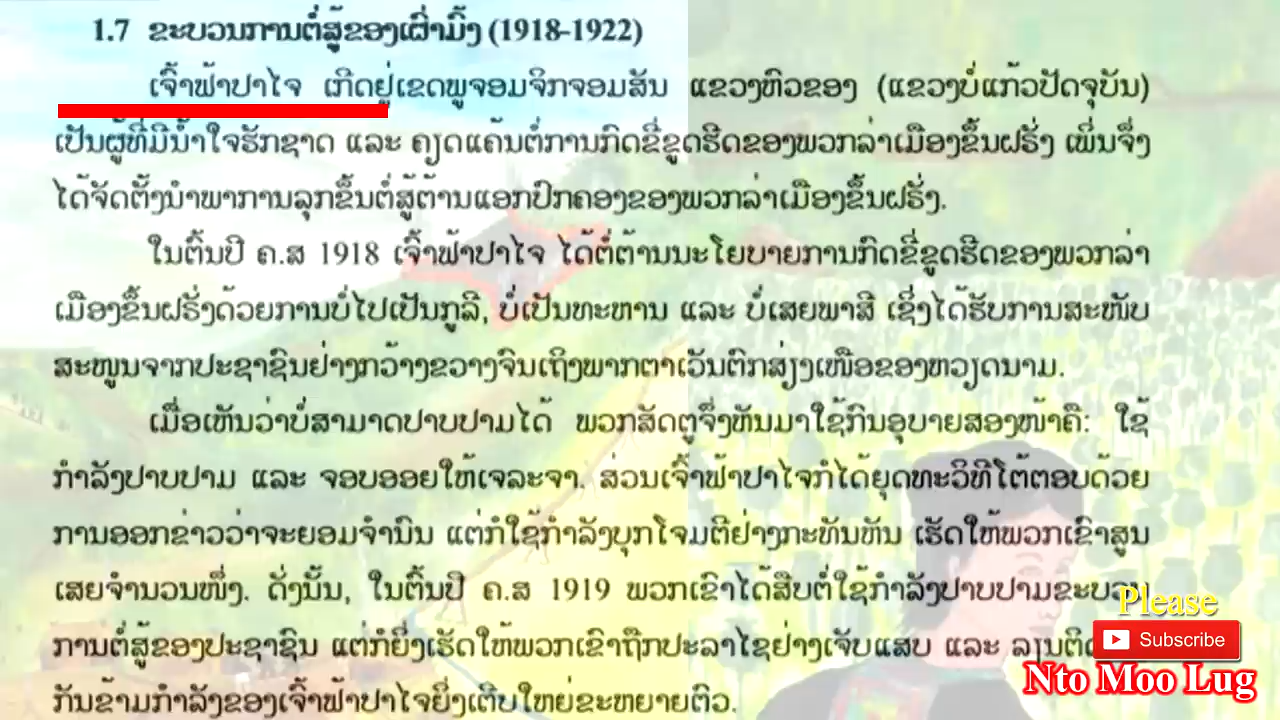 1.7 ຂະບວນການຕໍ່ສູ້ຂອງເຜົ່າມົ້ງ (1918-1922)
ເຈົ້າຟ້າປາໄຈ ເກີດຢູ່ເຂດພູຈອມຈິກຈອມສັນ ແຂວງຫົວຂອງ (ແຂວງບໍ່ແກ້ວປັດຈຸບັນ)
ເປັນຜູ້ທີ່ມີນ້ຳໃຈຮັກຊາດ ແລະ ຄຽດແຄ້ນຕໍ່ການກົດຂີ່ຂູດຮີດຂອງພວກລ່າເມືອງຂຶ້ນຝຣັ່ງ ເພິ່ນຈຶ່ງ
ໄດ້ຈັດຕັ້ງນຳພາການລຸກຂຶ້ນຕໍ່ສູ້ຕ້ານແອກປົກຄອງຂອງພວກລ່າເມືອງຂຶ້ນຝຣັ່ງ.
ໃນຕົ້ນປີ ຄ.ສ 1918 ເຈົ້າຟ້າປາໄຈ ໄດ້ຕໍ່ຕ້ານນະໂຍບາຍການກົດຂີ່ຂູດຮີດຂອງພວກລ່າ
ເມືອງຂຶ້ນຝຣັ່ງດ້ວຍການບໍ່ໄປເປັນກູລີ, ບໍ່ເປັນທະຫານ ແລະ ບໍ່ເສຍພາສີ ເຊິ່ງໄດ້ຮັບການສະໜັບ
ສະໜູນຈາກປະຊາຊົນຢ່າງກວ້າງຂວາງຈົນເຖິງພາກຕາເວັນຕົກສ່ຽງເໜືອຂອງຫວຽດນາມ.
ເມື່ອເຫັນວ່າບໍ່ສາມາດປາບປາມໄດ້ ພວກສັດຕູຈຶ່ງຫັນມາໃຊ້ກົນອຸບາຍສອງໜ້າຄື: ໃຊ້
ກຳລັງປາບປາມ ແລະ ຈອບອອຍໃຫ້ເຈລະຈາ. ສ່ວນເຈົ້າຟ້າປາໄຈກໍໄດ້ຍຸດທະວິທີໂຕ້ຕອບດ້ວຍ
ການອອກຂ່າວວ່າຈະຍອມຈຳນົນ ແຕ່ກໍໃຊ້ກຳລັງບຸກໂຈມຕີຢ່າງກະທັນຫັນ ເຮັດໃຫ້ພວກເຂົາສູນ
ເສຍຈຳນວນໜຶ່ງ. ດັ່ງນັ້ນ, ໃນຕົ້ນປີ ຄ.ສ 1919 ພວກເຂົາໄດ້ສືບຕໍ່ໃຊ້ກຳລັງປາບປາມຂະບວນ
ການຕໍ່ສູ້ຂອງປະຊາຊົນ ແຕ່ກໍຍິ່ງເຮັດໃຫ້ພວກເຂົາຖືກປະລາໄຊຢ່າງເຈັບແສບ ແລະ
ກັນຂ້າມກຳລັງຂອງເຈົ້າຟ້າປາໄຈຍິ່ງເຕີບໃຫຍ່ຂະຫຍາຍຕົວ.
Please
Subscribe
Nto Moo Lug